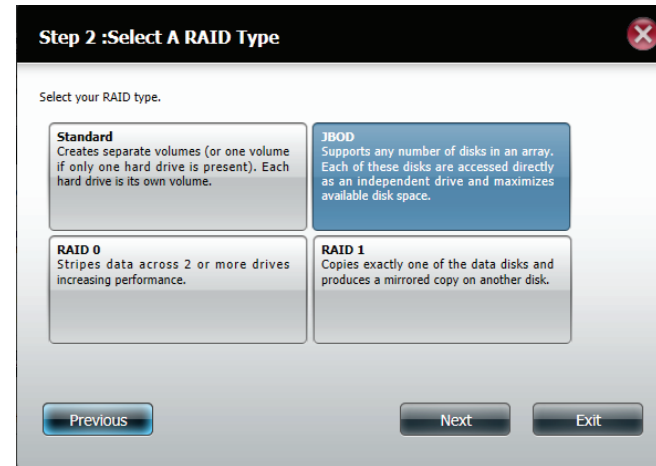 Step 2 :Select A RAID Type
Select your RAID type.
Standard
Creates separate volumes (or one volume
if only one hard drive is present). Each
hard drive is its own volume.
JBOD
Supports any number of disks in an array.
Each of these disks are accessed directly
as an independent drive and maximizes
available disk space.
RAID 0
Stripes data across 2 or more drives
increasing performance.
RAID 1
Copies exactly one of the data disks and
produces a mirrored copy on another disk.
Previous
Next
Exit